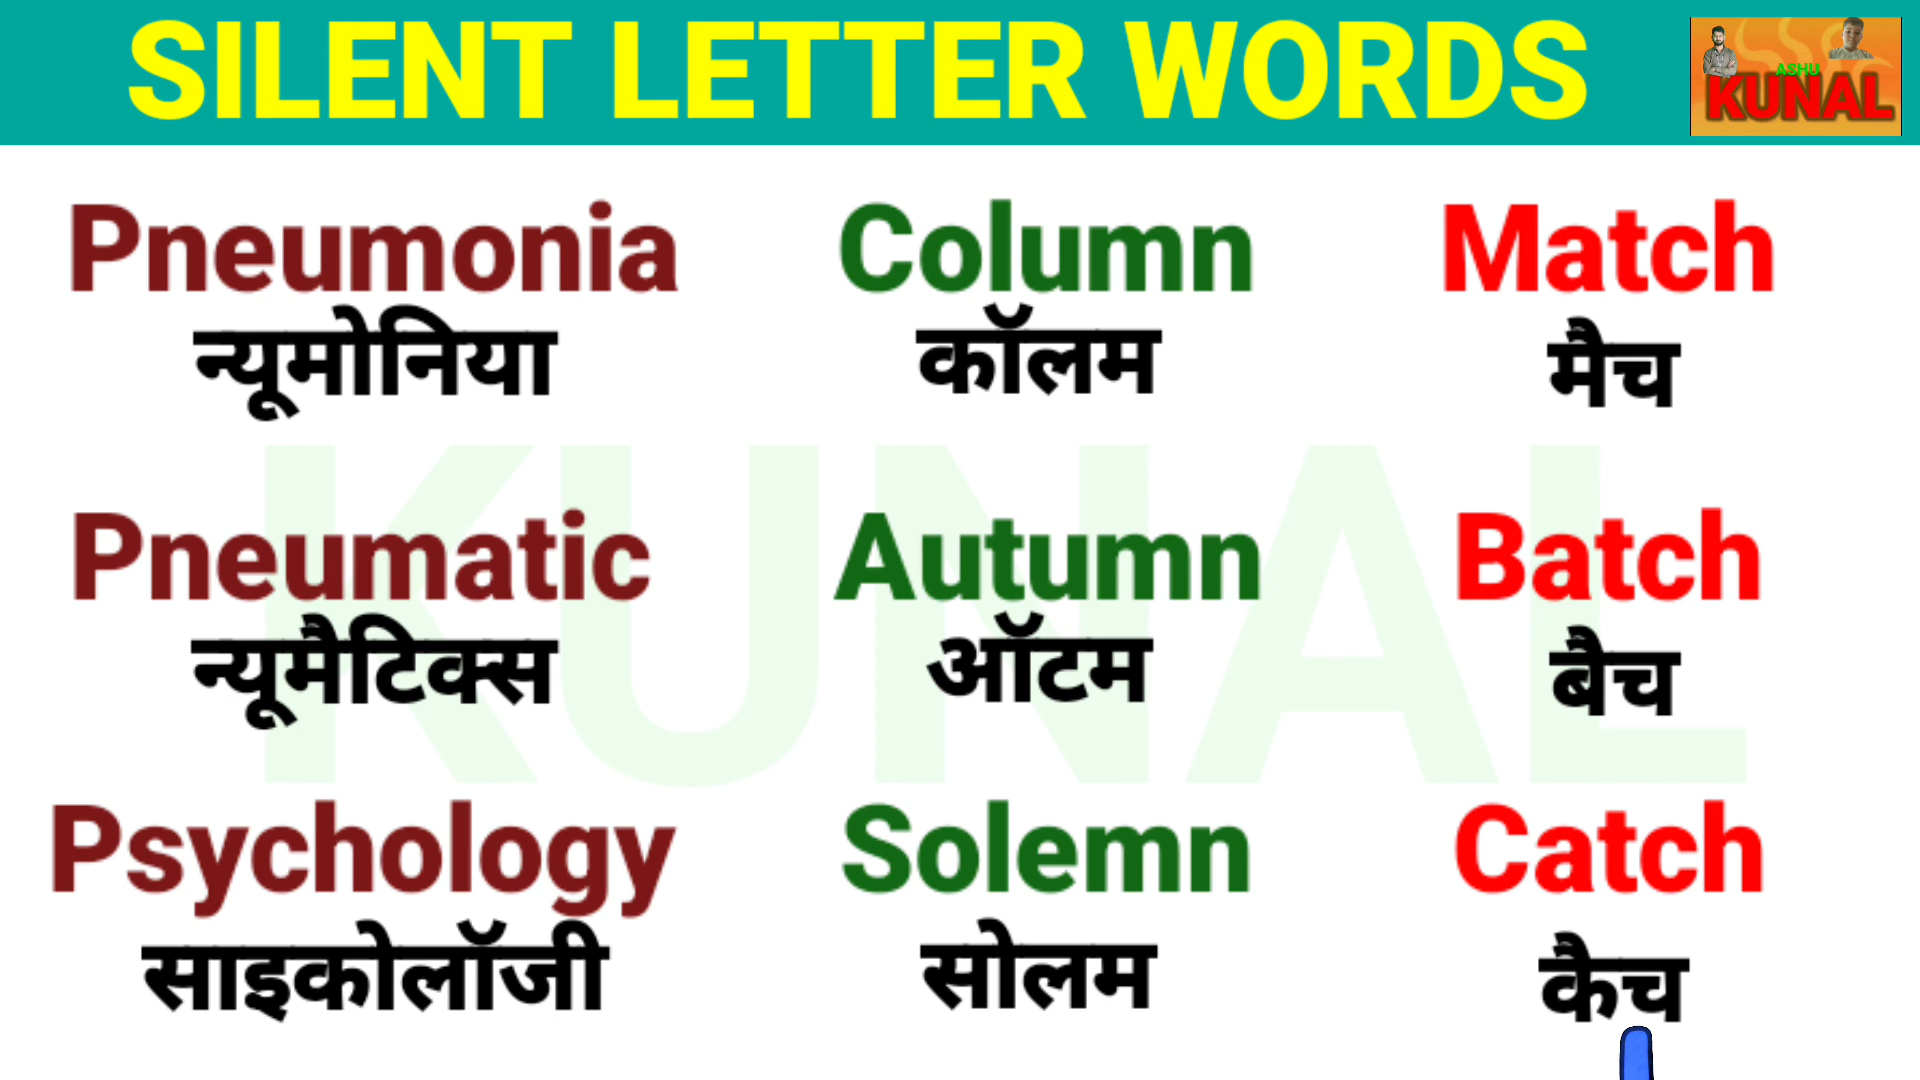 SILENT LETTER WORDS
ASHU
KUNAL
Pneumonia Column Match
न्यूमोनिया कॉलम मैच
Pneumatic Autumn Batch
न्यूमैटिक्स ऑटम बैच
Psychology Solemn Catch
साइकोलॉजी सोलम कैच
KUNAL